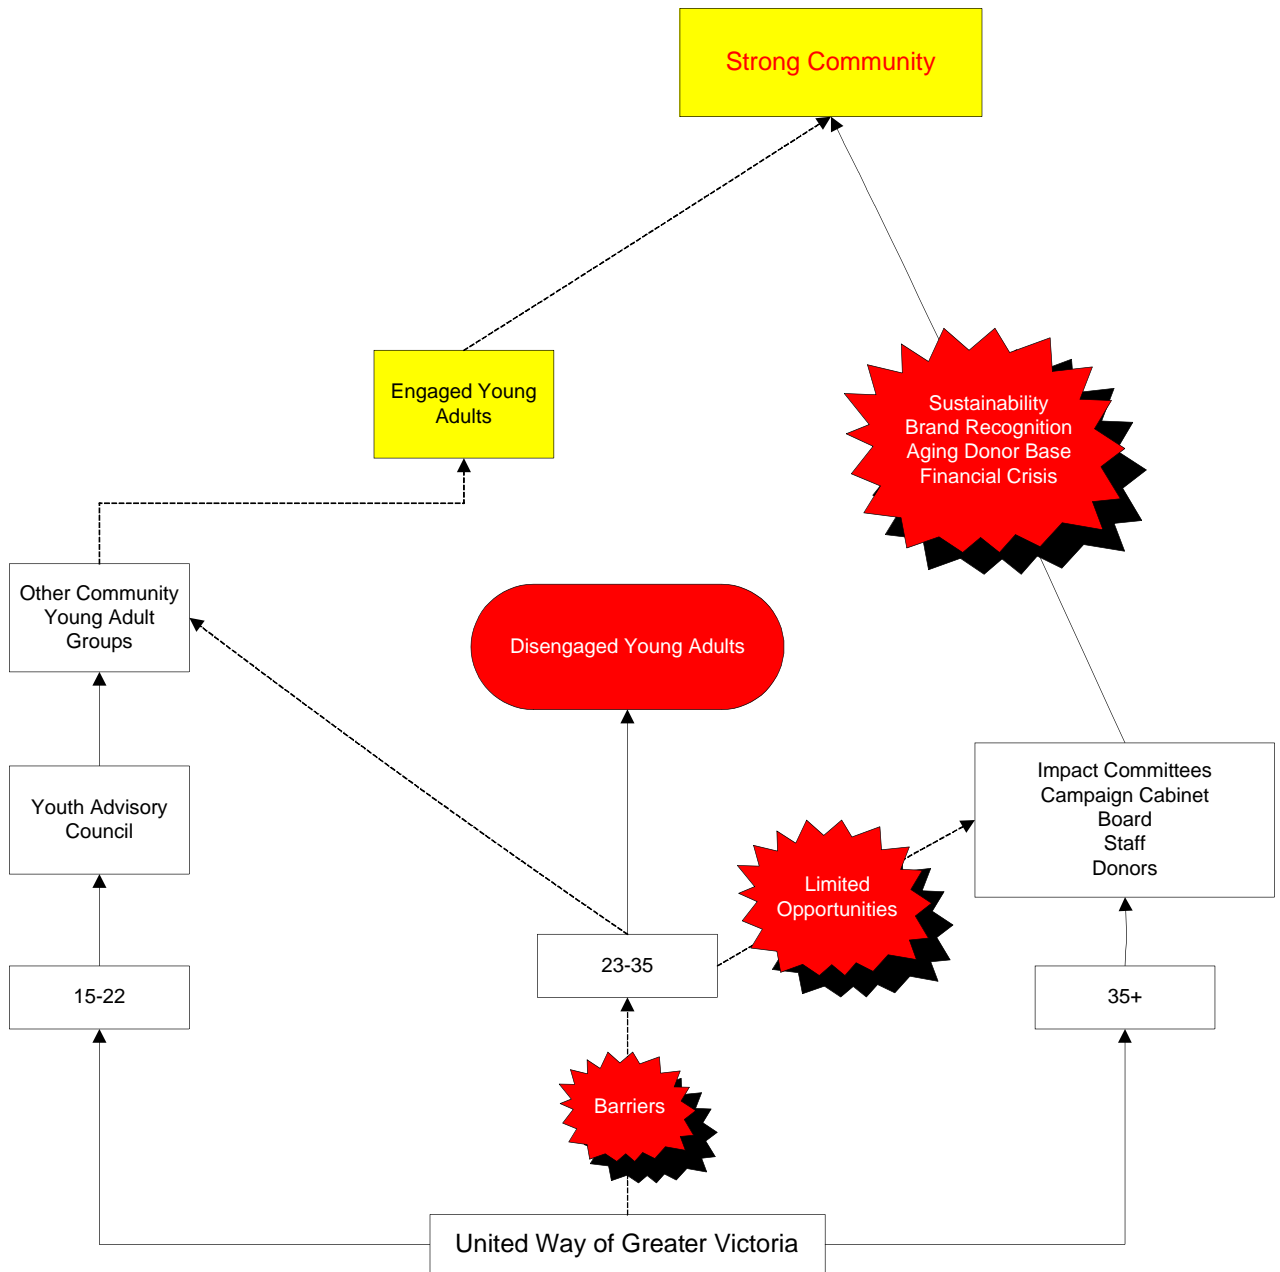 Strong Community
Engaged Young
Adults
Sustainability
Brand Recognition
Aging Donor Base
Financial Crisis
Other Community
Young Adult
Groups
Disengaged Young Adults
Youth Advisory
Council
Impact Committees
Campaign Cabinet
Board
Staff
Donors
Limited
Opportunities
15-22
23-35
35+
Barriers
United Way of Greater Victoria